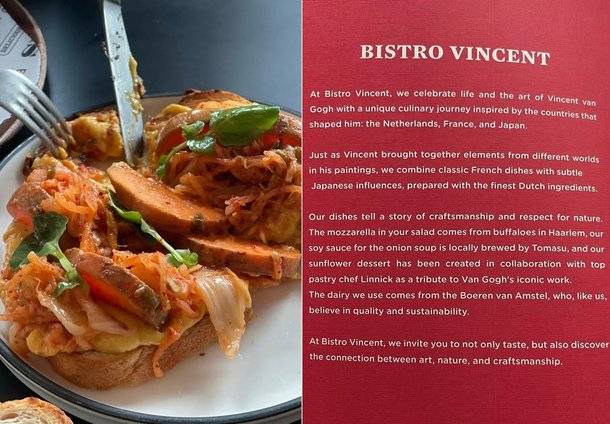 BISTRO VINCENT
At Bistro Vincent, we celebrate life and the art of Vincent van
Gogh with a unique culinary journey inspired by the countries that
shaped him: the Netherlands, France, and Japan.
Just as Vincent brought together elements from different worlds
in his paintings, we combine classic French dishes with subtle
Japanese influences, prepared with the finest Dutch ingredients.
Our dishes tell a story of craftsmanship and respect for nature.
The mozzarella in your salad comes from buffaloes in Haarlem, our
soy sauce for the onion soup is locally brewed by Tomasu, and our
sunflower dessert has been created in collaboration with top
pastry chef Linnick as a tribute to Van Gogh's iconic work.
The dairy we use comes from the Boeren van Amstel, who, like us,
believe in quality and sustainability.
At Bistro Vincent, we invite you to not only taste, but also discover
the connection between art, nature, and craftsmanship.